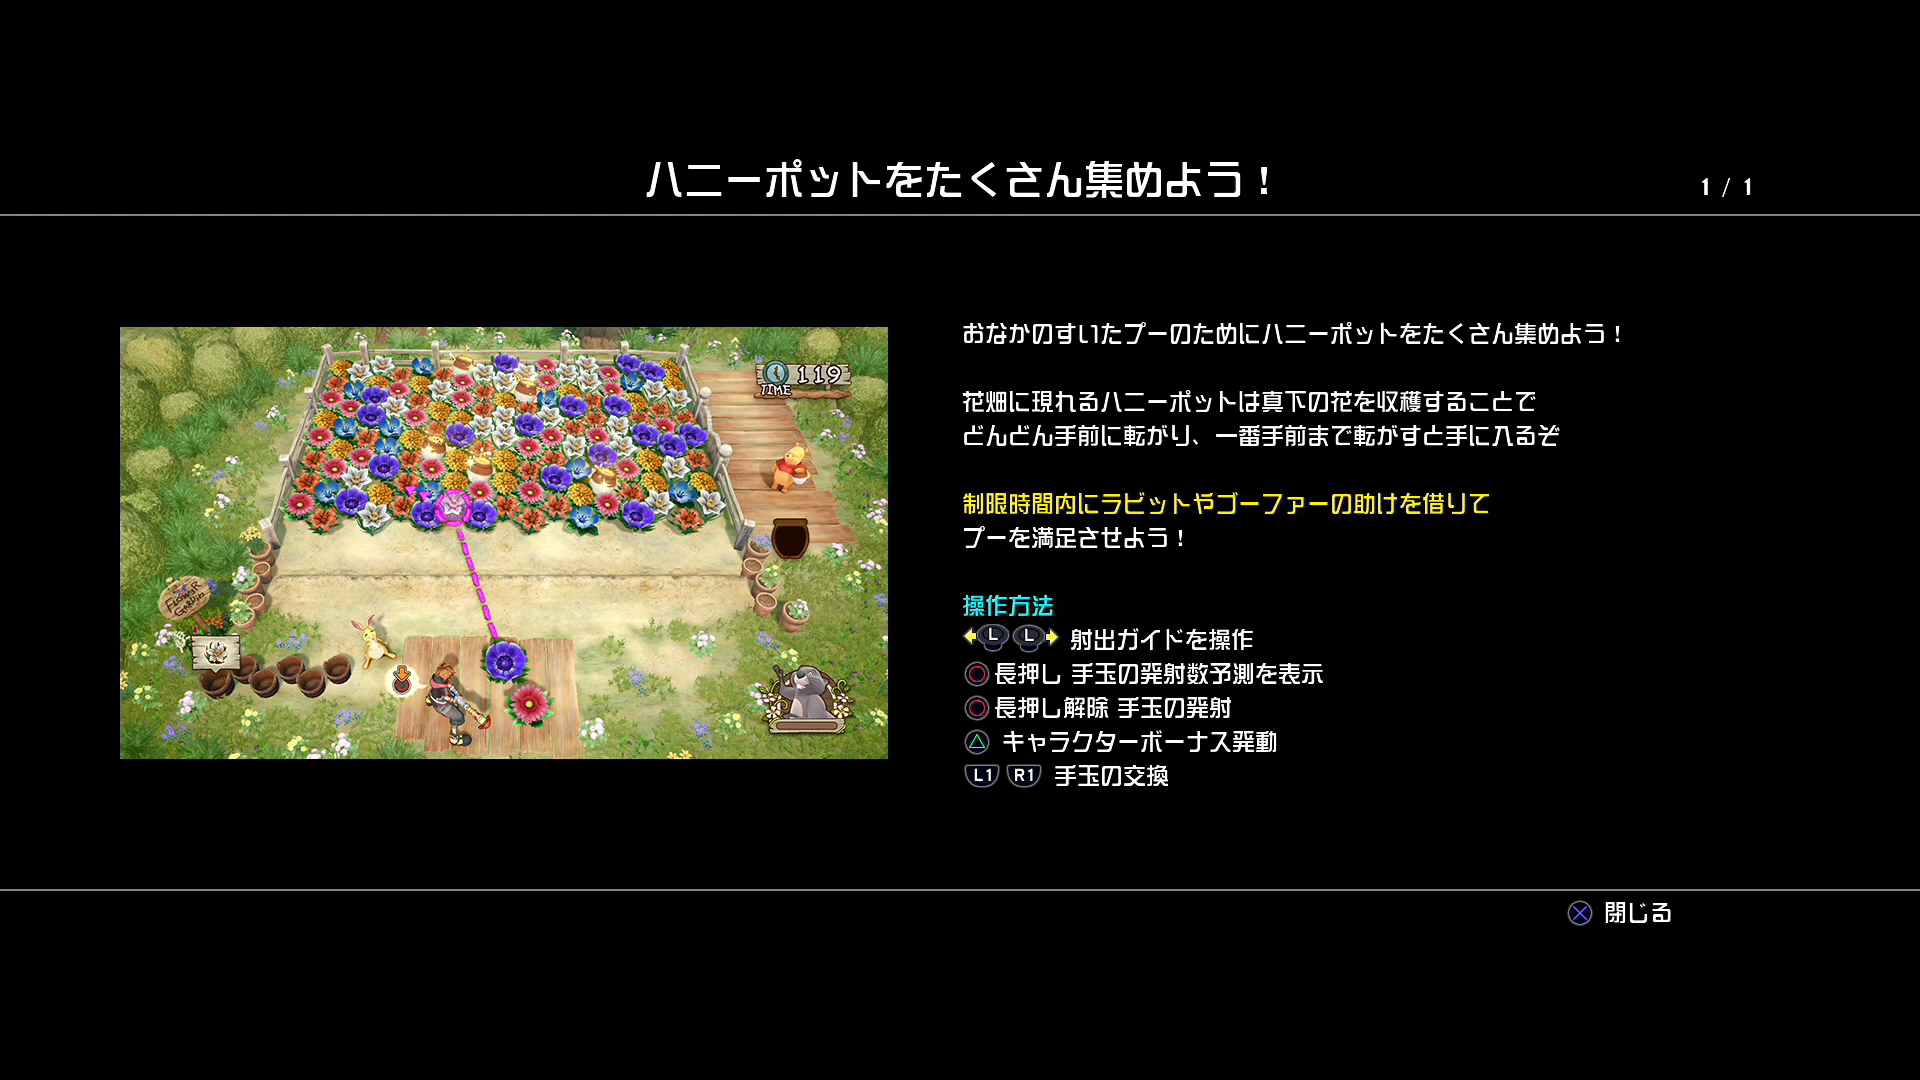 ハニーポットをたくさん集めよう！
1 / 1
TIME 119
FLOWER GARDEN
おなかのすいたプーのためにハニーポットをたくさん集めよう！
花畑に現れるハニーポットは真下の花を収穫することで
どんどん手前に転がり、一番手前まで転がすと手に入るぞ
制限時間内にラビットやゴーファーの助けを借りて
プーを満足させよう！
操作方法
L L 射出ガイドを操作
長押し 手玉の発射数予測を表示
長押し解除 手玉の発射
キャラクターボーナス発動
L1 R1 手玉の交換
閉じる